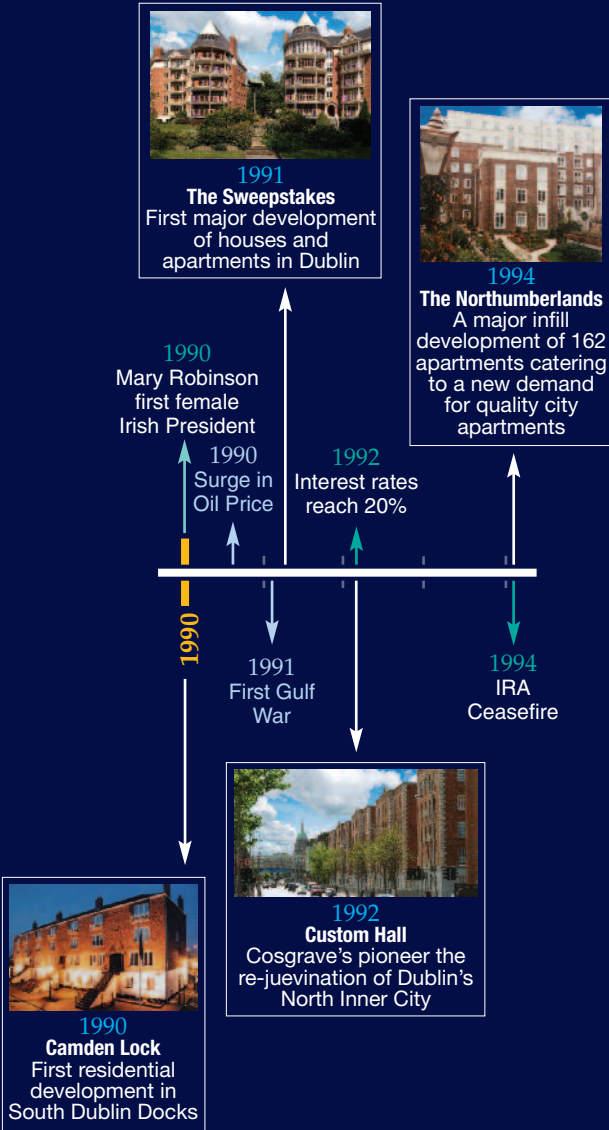 1991
The Sweepstakes
First major development
of houses and
apartments in Dublin
1994
The Northumberlands
A major infill
development of 162
apartments catering
to a new demand
for quality city
apartments
1990
Mary Robinson
first female
Irish President
1990
Surge in
Oil Price
1992
Interest rates
reach 20%
1990
1991
First Gulf
War
1994
IRA
Ceasefire
1992
Custom Hall
Cosgrave’s pioneer the
re-juevination of Dublin’s
North Inner City
1990
Camden Lock
First residential
development in
South Dublin Docks